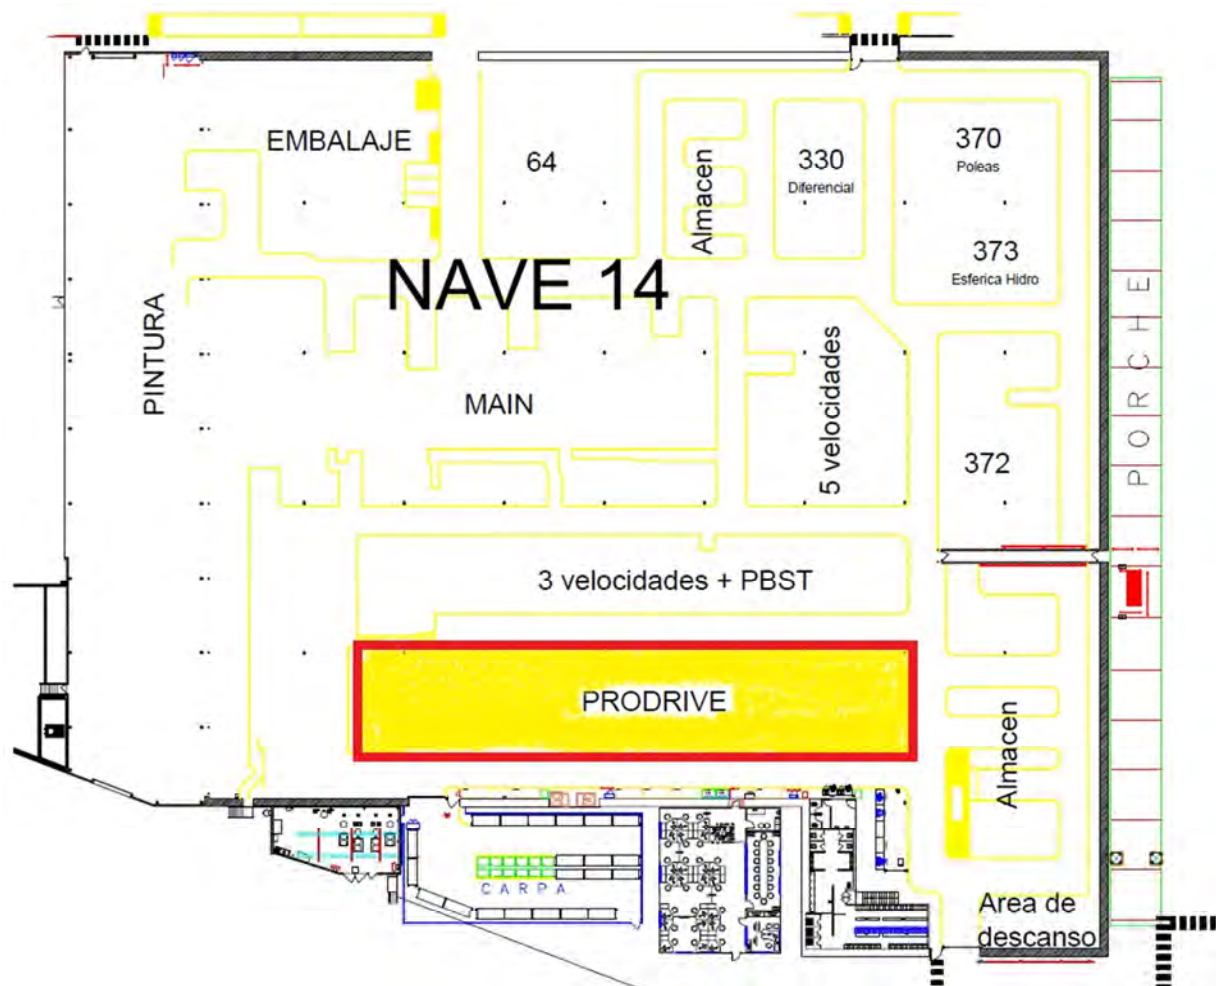 EMBALAJE
64
Almacen
330
Diferencial
370
Poleas
373
Esferica Hidro
NAVE 14
PINTURA
MAIN
5 velocidades
372
PORCHE
3 velocidades + PBST
PRODRIVE
Almacen
CARPA
Area de
descanso